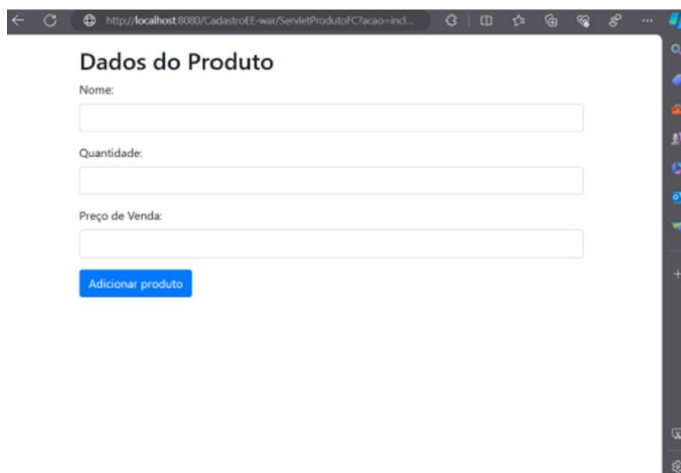 http://localhost:8080/CadastroEE-war/ServletProdutoFC?acao=incl...
Dados do Produto
Nome:
Quantidade:
Preço de Venda:
Adicionar produto